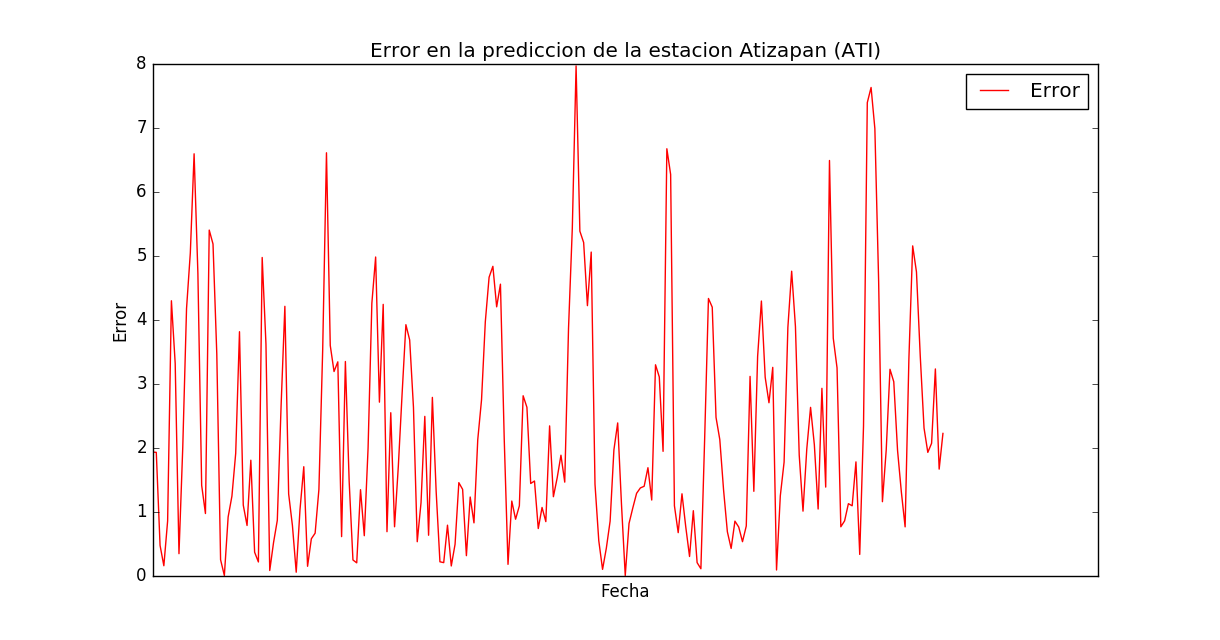 Error en la prediccion de la estacion Atizapan (ATI)
8
7
6
5
4
3
2
1
0
Error
Error
Fecha